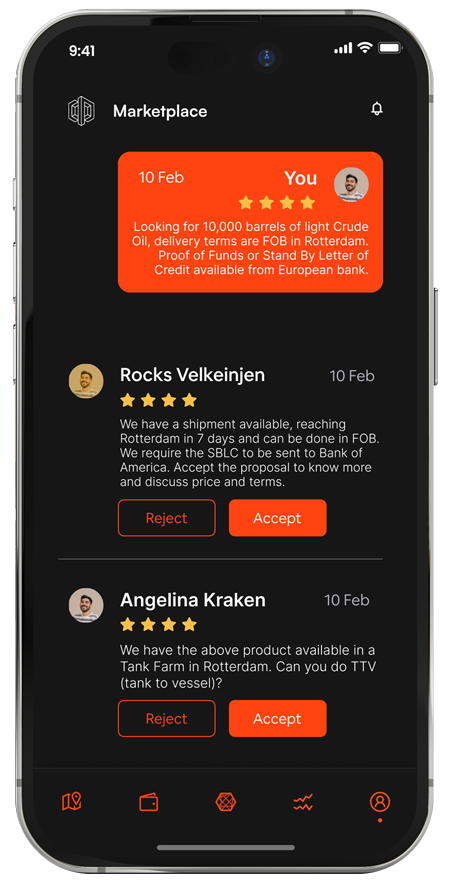 9:41
Marketplace
10 Feb
You
Looking for 10,000 barrels of light Crude
Oil, delivery terms are FOB in Rotterdam.
Proof of Funds or Stand By Letter of
Credit available from European bank.
Rocks Velkeinjen
10 Feb
We have a shipment available, reaching
Rotterdam in 7 days and can be done in FOB.
We require the SBLC to be sent to Bank of
America. Accept the proposal to know more
and discuss price and terms.
Reject
Accept
Angelina Kraken
10 Feb
We have the above product available in a
Tank Farm in Rotterdam. Can you do TTV
(tank to vessel)?
Reject
Accept